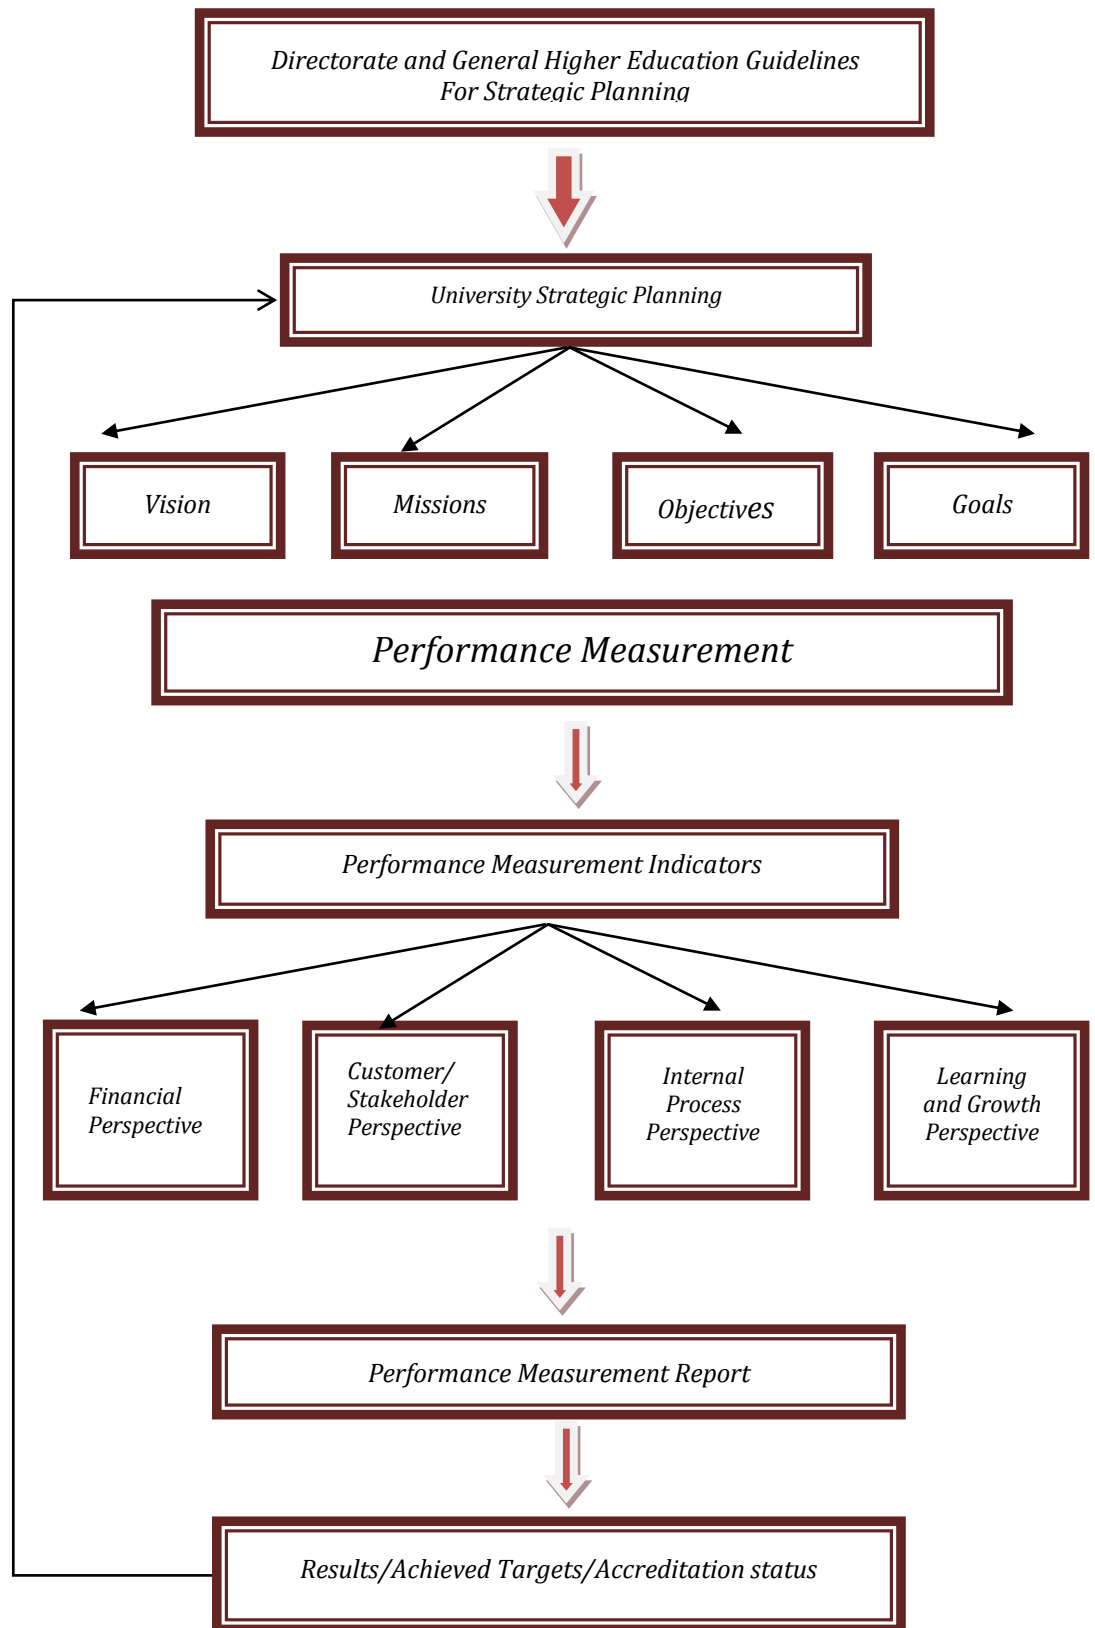 Directorate and General Higher Education Guidelines
For Strategic Planning
University Strategic Planning
Vision
Missions
Objectives
Goals
Performance Measurement
Performance Measurement Indicators
Financial
Perspective
Customer/
Stakeholder
Perspective
Internal
Process
Perspective
Learning
and Growth
Perspective
Performance Measurement Report
Results/Achieved Targets/Accreditation status